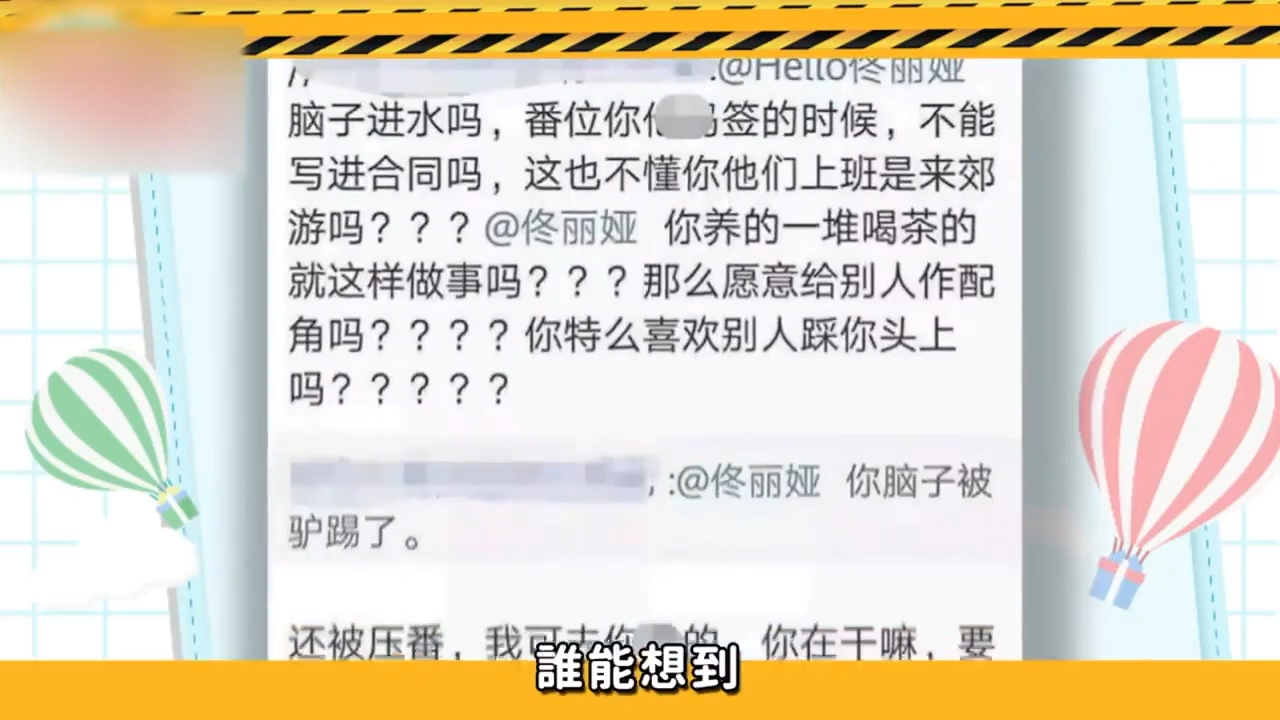 @Hello佟丽娅
脑子进水吗，番位你他 签的时候，不能
写进合同吗，这也不懂你他们上班是来郊
游吗？？？@佟丽娅 你养的一堆喝茶的
就这样做事吗？？？那么愿意给别人作配
角吗？？？？你特么喜欢别人踩你头上
吗？？？？？
:@佟丽娅 你脑子被
驴踢了。
还被压番，我可去你 的，你在干嘛，要
誰能想到